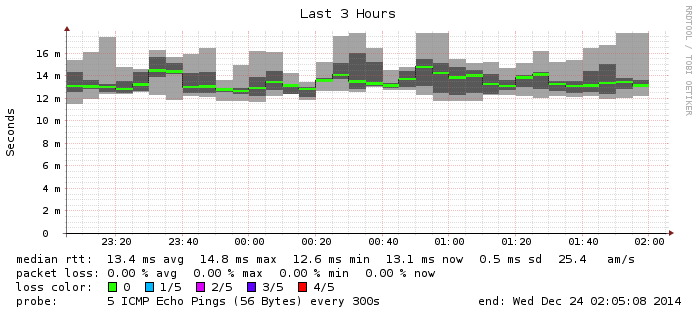 Last 3 Hours
RRDTOOL / TOBI OETIKER
Seconds
16 m
14 m
12 m
10 m
8 m
6 m
4 m
2 m
0
23:20 23:40 00:00 00:20 00:40 01:00 01:20 01:40 02:00
median rtt: 13.4 ms avg 14.8 ms max 12.6 ms min 13.1 ms now 0.5 ms sd 25.4 am/s
packet loss: 0.00 % avg 0.00 % max 0.00 % min 0.00 % now
loss color: 0 1/5 2/5 3/5 4/5
probe: 5 ICMP Echo Pings (56 Bytes) every 300s end: Wed Dec 24 02:05:08 2014